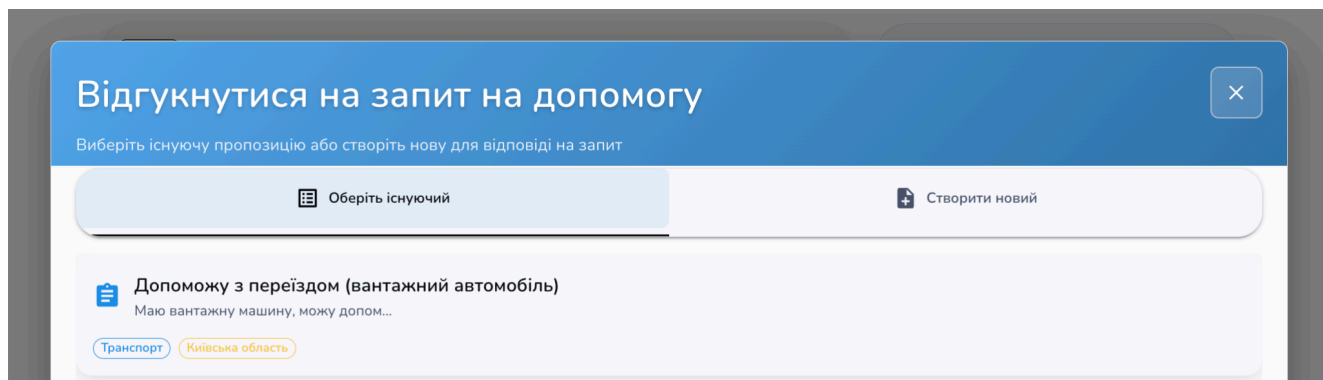 Відгукнутися на запит на допомогу
Виберіть існуючу пропозицію або створіть нову для відповіді на запит
Оберіть існуючий
Створити новий
Допоможу з переїздом (вантажний автомобіль)
Маю вантажну машину, можу допом...
Транспорт Київська область